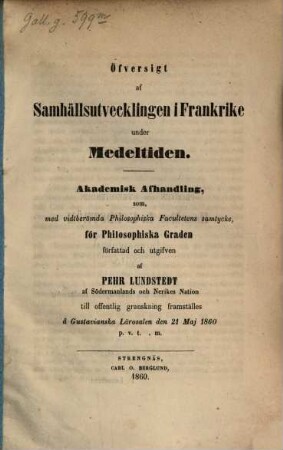 Gall. g. 599 m
Öfversigt
af
Samhällsutvecklingen i Frankrike
under
Medeltiden.
Akademisk Afhandling,
som,
med vidtberömda Philosophiska Facultetens samtycke,
för Philosophiska Graden
författad och utgifven
af
PEHR LUNDSTEDT
af Södermanlands och Nerikes Nation
till offentlig granskning framställes
å Gustavianska Lärosalen den 21 Maj 1860
p. v. t. . m.
STRENGNÄS,
CARL O. BERGLUND,
1860.